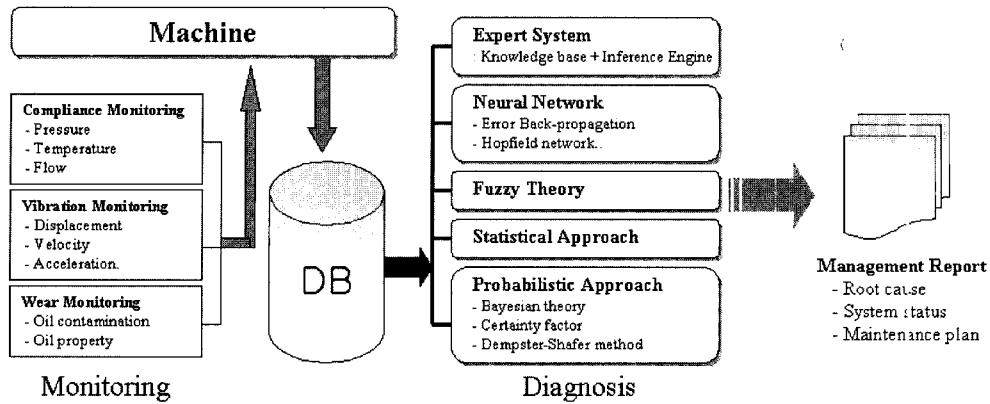 Machine
Compliance Monitoring
- Pressure
- Temperature
- Flow
Vibration Monitoring
- Displacement
- Velocity
- Acceleration.
Wear Monitoring
- Oil contamination
- Oil property
Monitoring
DB
Expert System
: Knowledge base + Inference Engine
Neural Network
- Error Back-propagation
- Hopfield network..
Fuzzy Theory
Statistical Approach
Probabilistic Approach
- Bayesian theory
- Certainty factor
- Dempster-Shafer method
Diagnosis
Management Report
- Root cause
- System status
- Maintenance plan